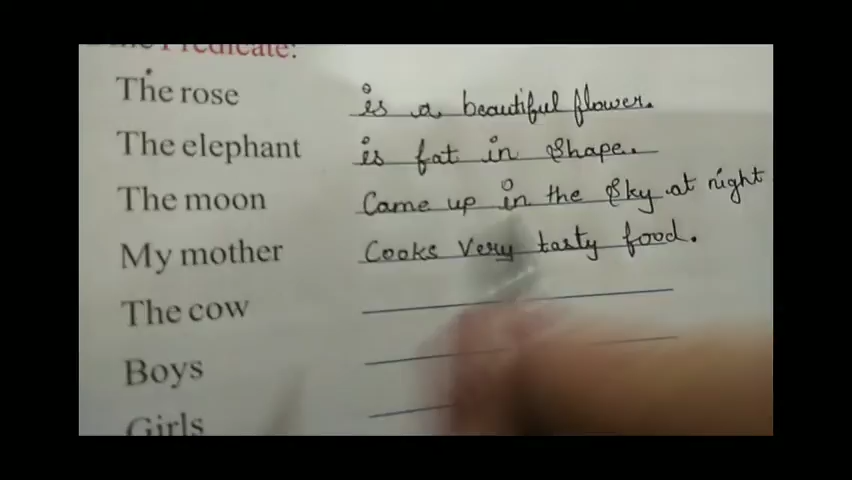 Predicate:
The rose is a beautiful flower.
The elephant is fat in Shape.
The moon Came up in the Sky at night
My mother Cooks Very tasty food.
The cow
Boys
Girls